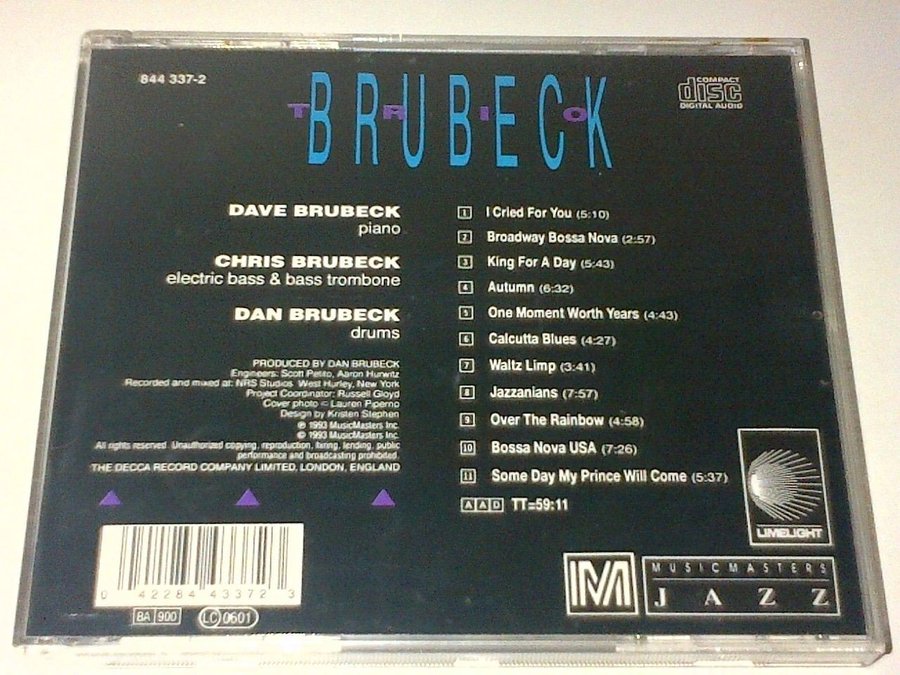 844 337-2
BRUBECK
TRIO
COMPACT
disc
DIGITAL AUDIO
DAVE BRUBECK
piano
CHRIS BRUBECK
electric bass & bass trombone
DAN BRUBECK
drums
PRODUCED BY DAN BRUBECK
Engineers: Scott Petito, Aaron Hurwitz
Recorded and mixed at: NRS Studios West Hurley, New York
Project Coordinator: Russell Gloyd
Cover photo © Lauren Piperno
Design by Kristen Stephen
℗ 1993 MusicMasters Inc.
© 1993 MusicMasters Inc.
All rights reserved. Unauthorized copying, reproduction, hiring, lending, public
performance and broadcasting prohibited.
THE DECCA RECORD COMPANY LIMITED, LONDON, ENGLAND
1 I Cried For You (5:10)
2 Broadway Bossa Nova (2:57)
3 King For A Day (5:43)
4 Autumn (6:32)
5 One Moment Worth Years (4:43)
6 Calcutta Blues (4:27)
7 Waltz Limp (3:41)
8 Jazzanians (7:57)
9 Over The Rainbow (4:58)
10 Bossa Nova USA (7:26)
11 Some Day My Prince Will Come (5:37)
AAD TT=59:11
LIMELIGHT
MUSICMASTERS
JAZZ
0 42284 43372 3
BA 900
LC 0601